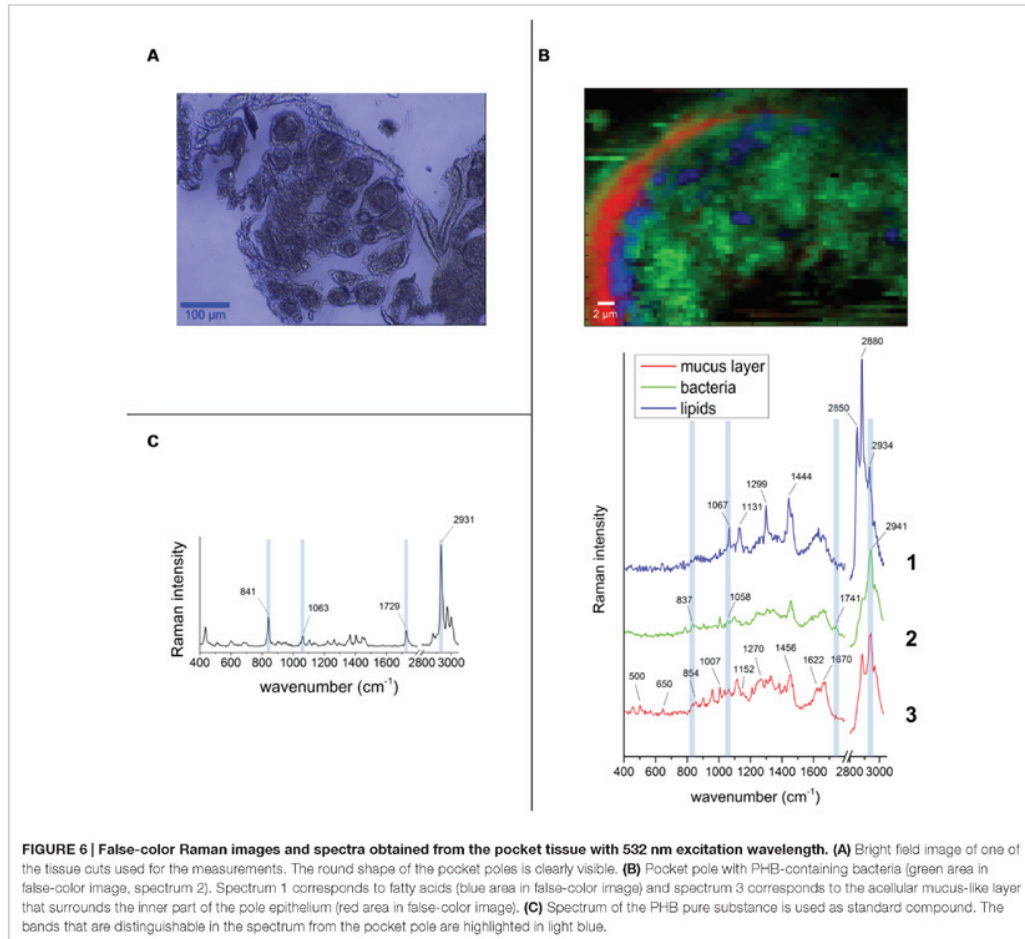 A
100 µm
B
2 µm
mucus layer
bacteria
lipids
2880
2850
2934
2941
1444
1299
1067
1131
1
837
1058
1741
2
500
650
854
1007
1152
1270
1456
1622
1670
3
Raman intensity
400 600 800 1000 1200 1400 1600 2800 3000
wavenumber (cm⁻¹)
C
2931
841
1063
1729
Raman intensity
400 600 800 1000 1200 1400 1600 2800 3000
wavenumber (cm⁻¹)
FIGURE 6 | False-color Raman images and spectra obtained from the pocket tissue with 532 nm excitation wavelength. (A) Bright field image of one of
the tissue cuts used for the measurements. The round shape of the pocket poles is clearly visible. (B) Pocket pole with PHB-containing bacteria (green area in
false-color image, spectrum 2). Spectrum 1 corresponds to fatty acids (blue area in false-color image) and spectrum 3 corresponds to the acellular mucus-like layer
that surrounds the inner part of the pole epithelium (red area in false-color image). (C) Spectrum of the PHB pure substance is used as standard compound. The
bands that are distinguishable in the spectrum from the pocket pole are highlighted in light blue.